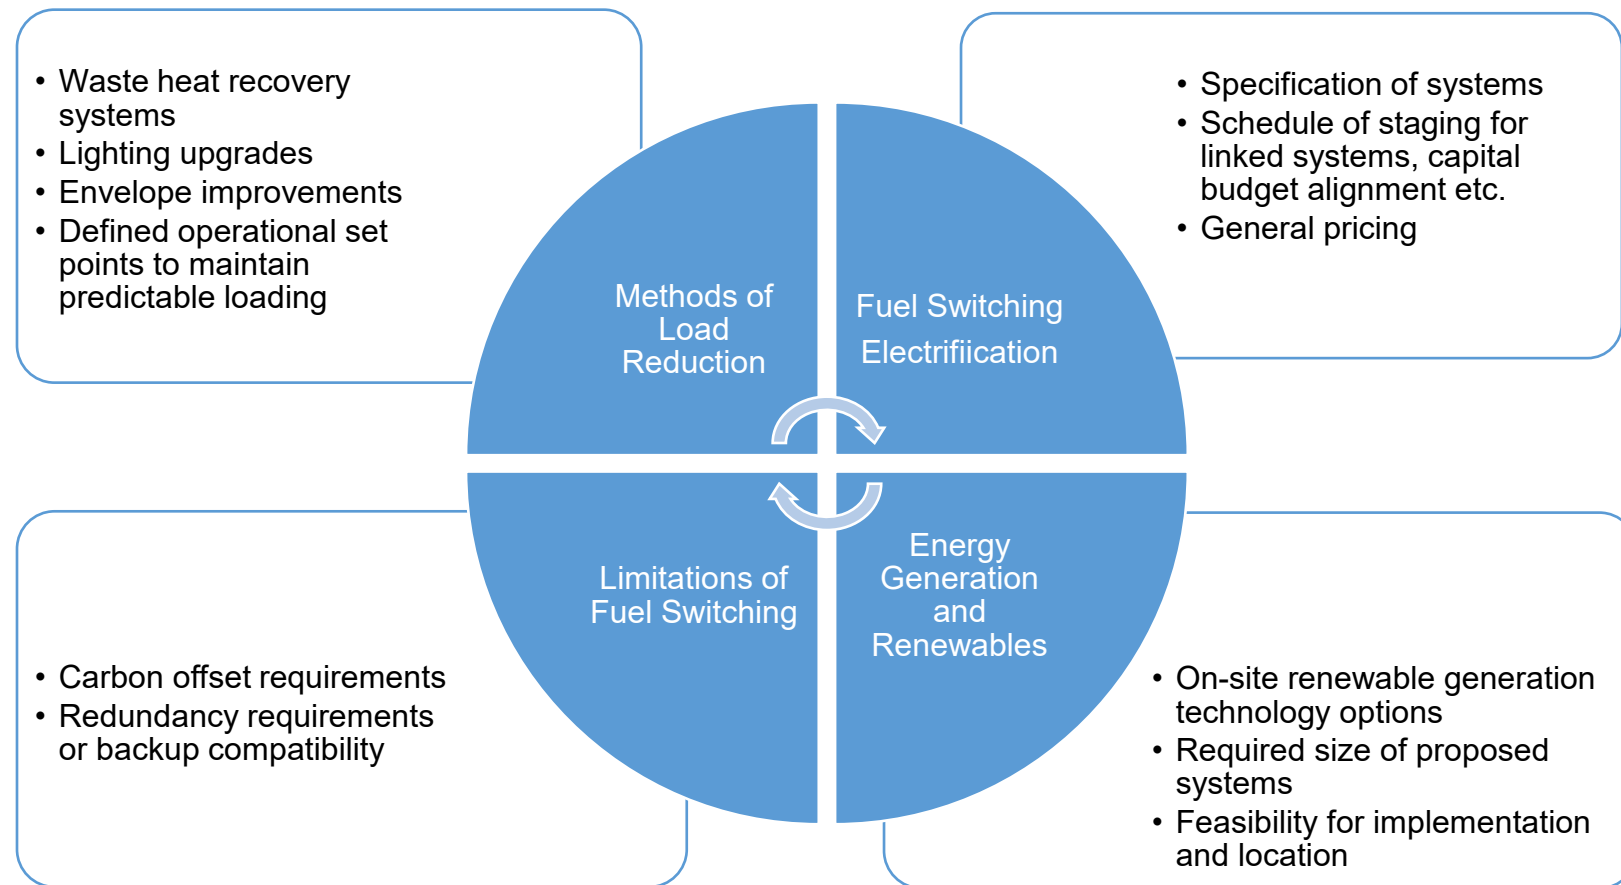 • Waste heat recovery
systems
• Lighting upgrades
• Envelope improvements
• Defined operational set
points to maintain
predictable loading
• Specification of systems
• Schedule of staging for
linked systems, capital
budget alignment etc.
• General pricing
Methods of
Load
Reduction
Fuel Switching
Electrifiication
Limitations of
Fuel Switching
Energy
Generation
and
Renewables
• Carbon offset requirements
• Redundancy requirements
or backup compatibility
• On-site renewable generation
technology options
• Required size of proposed
systems
• Feasibility for implementation
and location